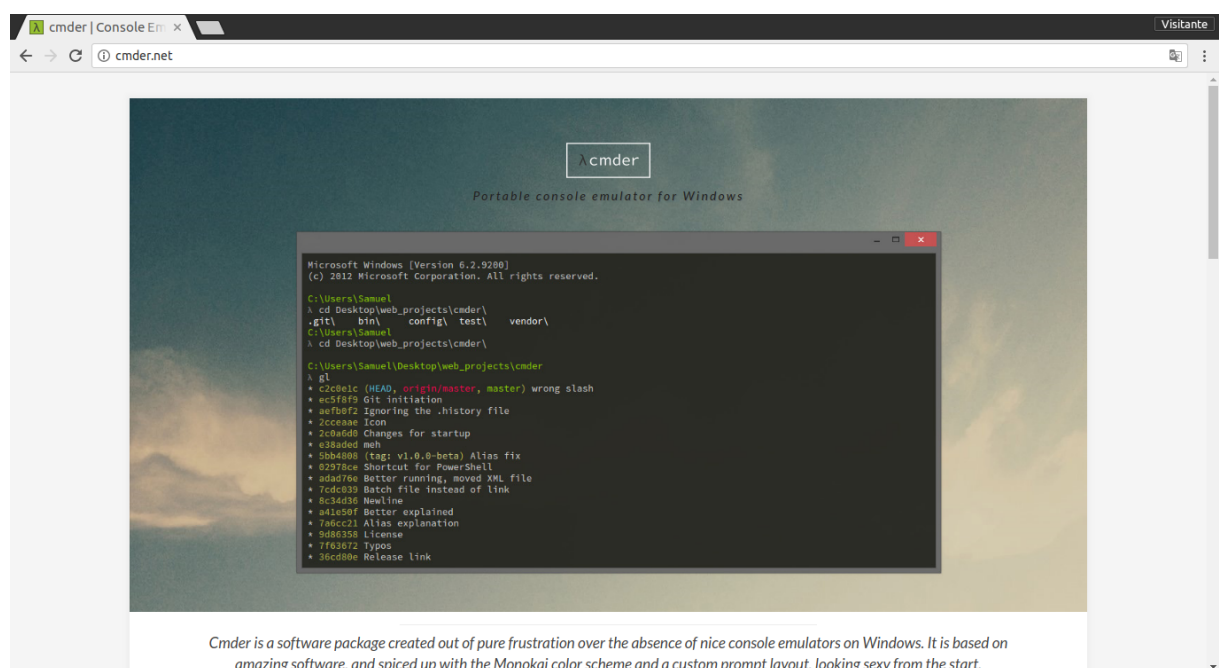 λ cmder | Console Em
Visitante
cmder.net
λ cmder
Portable console emulator for Windows
Microsoft Windows [Version 6.2.9200]
(c) 2012 Microsoft Corporation. All rights reserved.
C:\Users\Samuel
λ cd Desktop\web_projects\cmder\
.git\ bin\ config\ test\ vendor\
C:\Users\Samuel
λ cd Desktop\web_projects\cmder\
C:\Users\Samuel\Desktop\web_projects\cmder
λ gl
* c2c0e1c (HEAD, origin/master, master) wrong slash
* ec5f8f9 Git initiation
* aefb0f2 Ignoring the .history file
* 2cceaae Icon
* 2c0a6d0 Changes for startup
* e38aded meh
* 5bb4808 (tag: v1.0.0-beta) Alias fix
* 02978ce Shortcut for PowerShell
* adad76e Better running, moved XML file
* 7cdc039 Batch file instead of link
* 8c34d36 Newline
* a41e50f Better explained
* 7a6cc21 Alias explanation
* 9d86358 License
* 7f63672 Typos
* 36cd80e Release link
Cmder is a software package created out of pure frustration over the absence of nice console emulators on Windows. It is based on
amazing software, and spiced up with the Monokai color scheme and a custom prompt layout, looking sexy from the start.